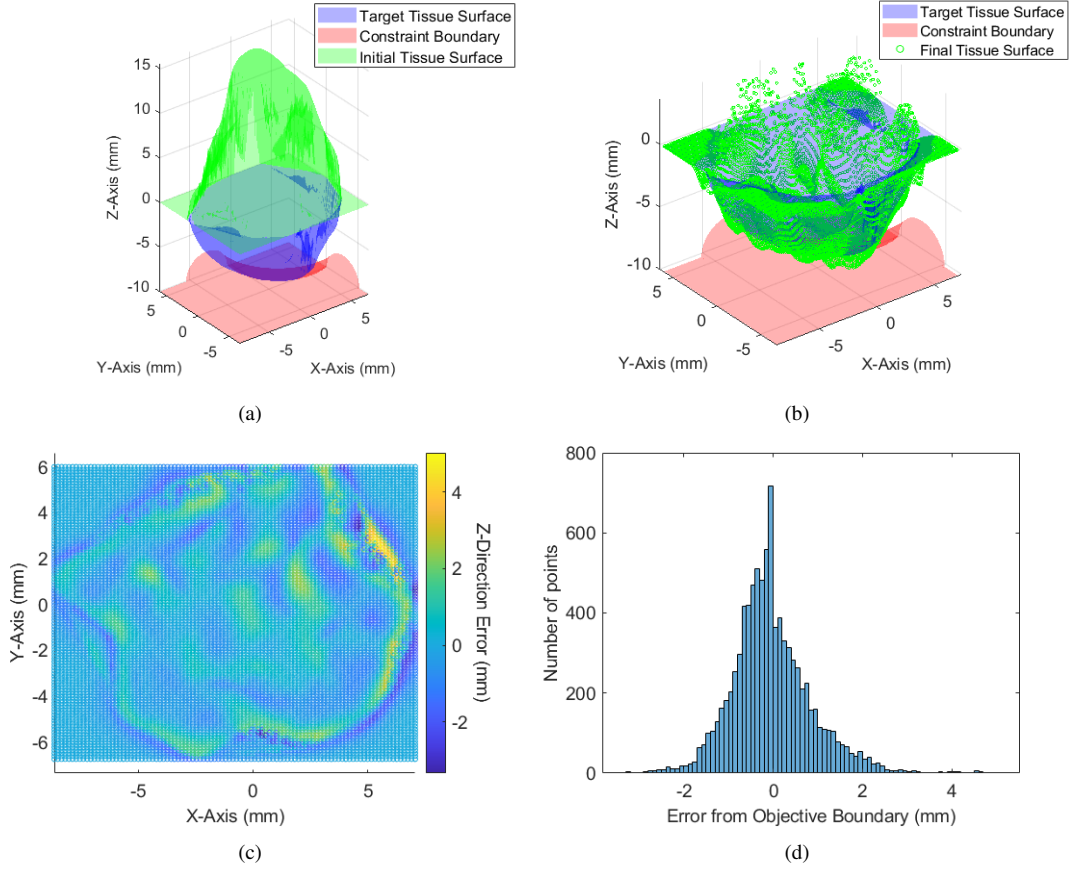 Target Tissue Surface
Constraint Boundary
Initial Tissue Surface
15
10
5
0
-5
-10
Z-Axis (mm)
5
0
-5
Y-Axis (mm)
-5
0
5
X-Axis (mm)
(a)
Target Tissue Surface
Constraint Boundary
Final Tissue Surface
0
-5
-10
Z-Axis (mm)
5
0
-5
Y-Axis (mm)
-5
0
5
X-Axis (mm)
(b)
6
4
2
0
-2
-4
-6
Y-Axis (mm)
-5
0
5
X-Axis (mm)
4
2
0
-2
Z-Direction Error (mm)
(c)
800
600
400
200
0
Number of points
-2
0
2
4
Error from Objective Boundary (mm)
(d)